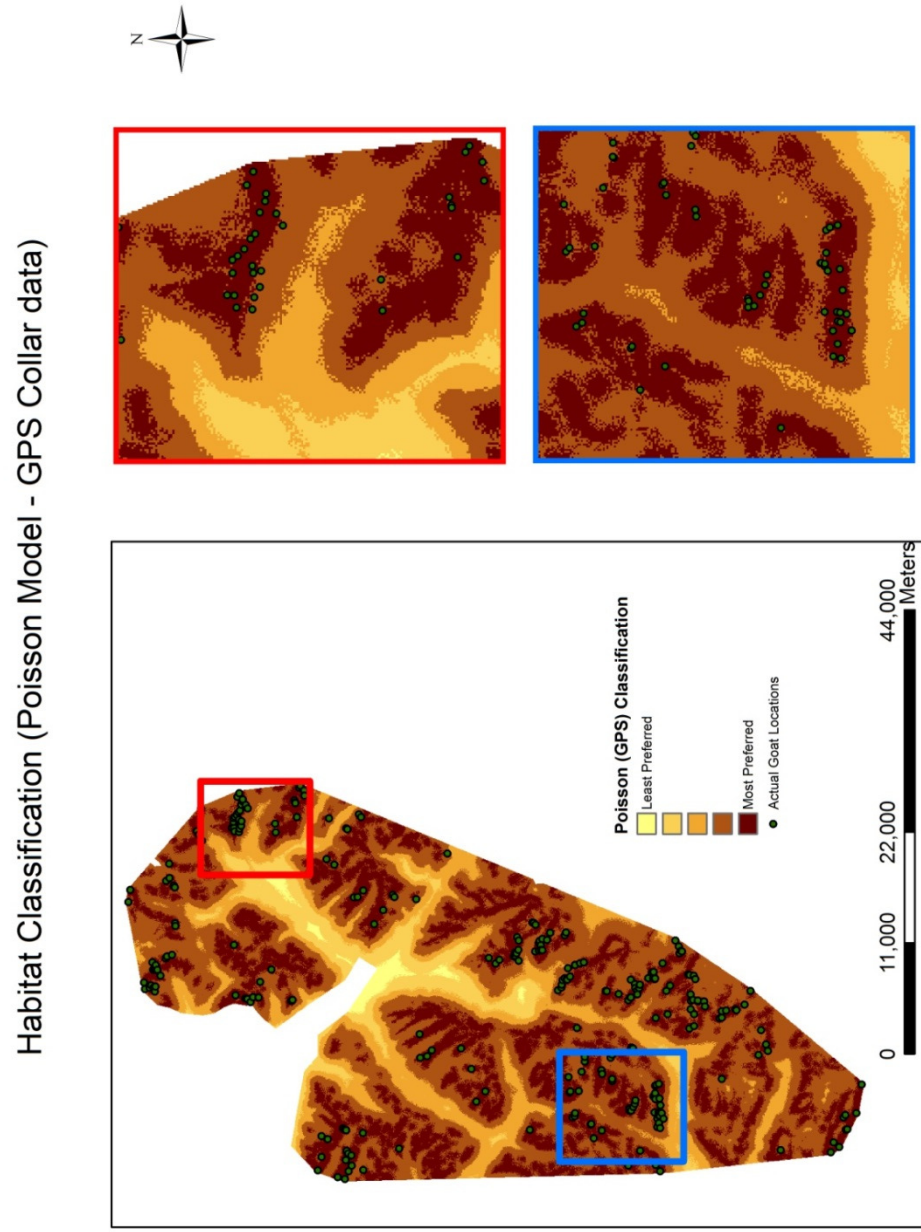 Habitat Classification (Poisson Model - GPS Collar data)
N
Poisson (GPS) Classification
Least Preferred
Most Preferred
Actual Goat Locations
0 11,000 22,000 44,000
Meters